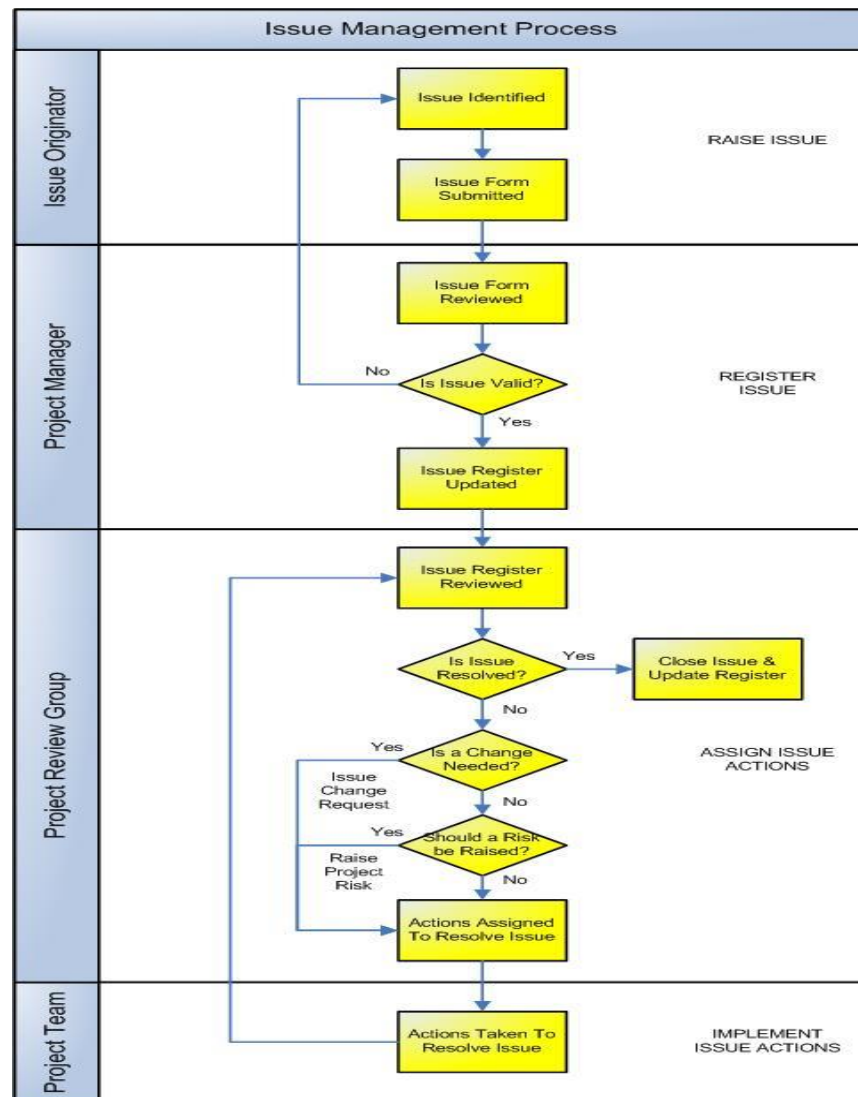 Issue Management Process
Issue Originator
Issue Identified
RAISE ISSUE
Issue Form
Submitted
Project Manager
Issue Form
Reviewed
No
Is Issue Valid?
REGISTER
ISSUE
Yes
Issue Register
Updated
Project Review Group
Issue Register
Reviewed
Is Issue
Resolved?
Yes
Close Issue &
Update Register
No
Yes
Is a Change
Needed?
ASSIGN ISSUE
ACTIONS
Issue
Change
Request
No
Yes
Should a Risk
be Raised?
Raise
Project
Risk
No
Actions Assigned
To Resolve Issue
Project Team
Actions Taken To
Resolve Issue
IMPLEMENT
ISSUE ACTIONS